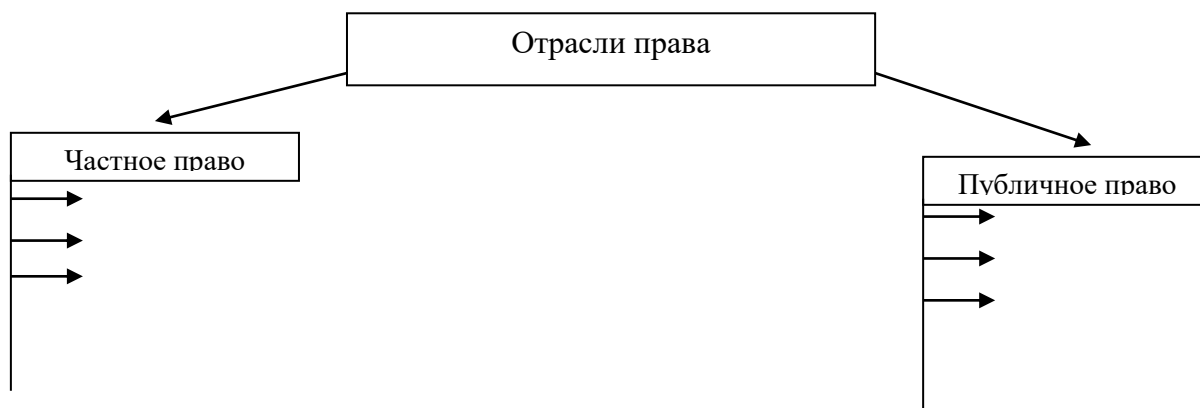 Отрасли права
Частное право
Публичное право